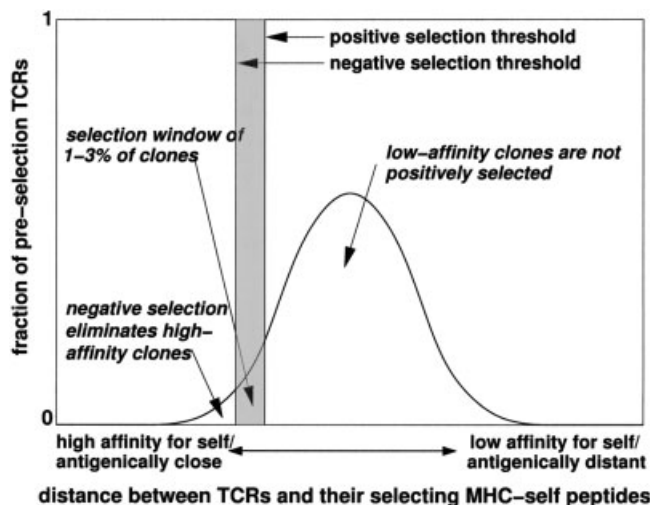 1
positive selection threshold
negative selection threshold
selection window of
1–3% of clones
low–affinity clones are not
positively selected
fraction of pre–selection TCRs
negative selection
eliminates high–
affinity clones
0
high affinity for self/
antigenically close
low affinity for self/
antigenically distant
distance between TCRs and their selecting MHC–self peptides